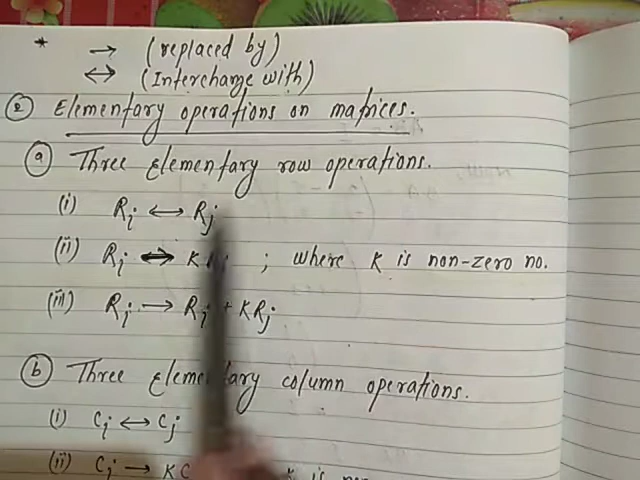 * → (replaced by)
↔ (Interchange with)
② Elementary operations on matrices.
(a) Three elementary row operations.
(i) Ri ↔ Rj
(ii) Ri ↔ K ; where K is non-zero no.
(iii) Ri → Ri + KRj
(b) Three elementary column operations.
(i) Ci ↔ Cj
(ii) Ci → KC is